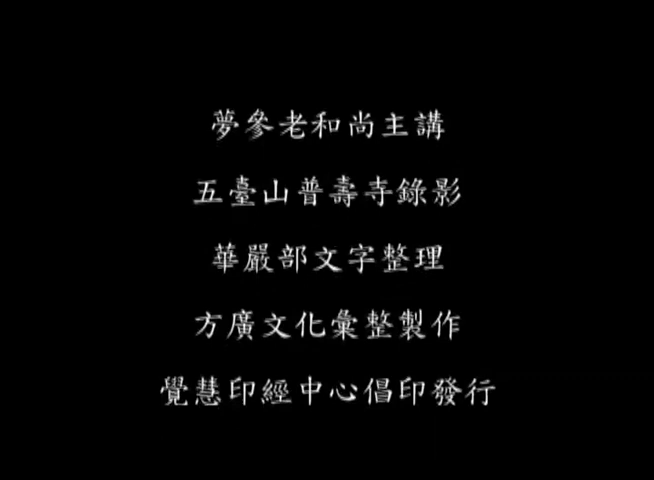 夢參老和尚主講
五臺山普壽寺錄影
華嚴部文字整理
方廣文化彙整製作
覺慧印經中心倡印發行